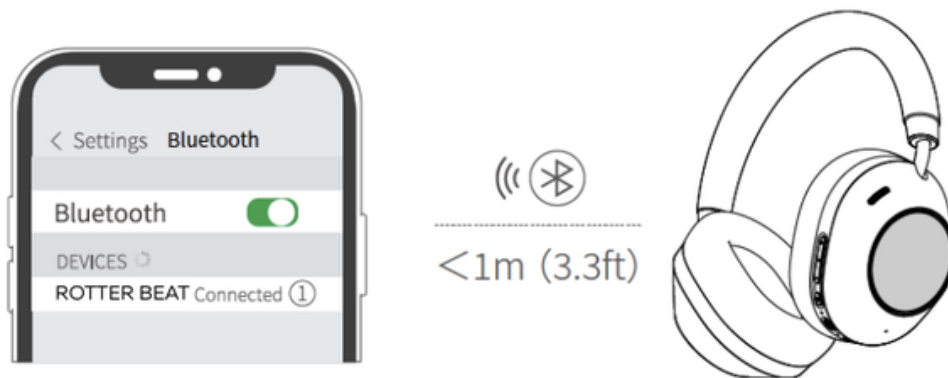 < Settings Bluetooth
Bluetooth
DEVICES
ROTTER BEAT Connected ①
<1m (3.3ft)